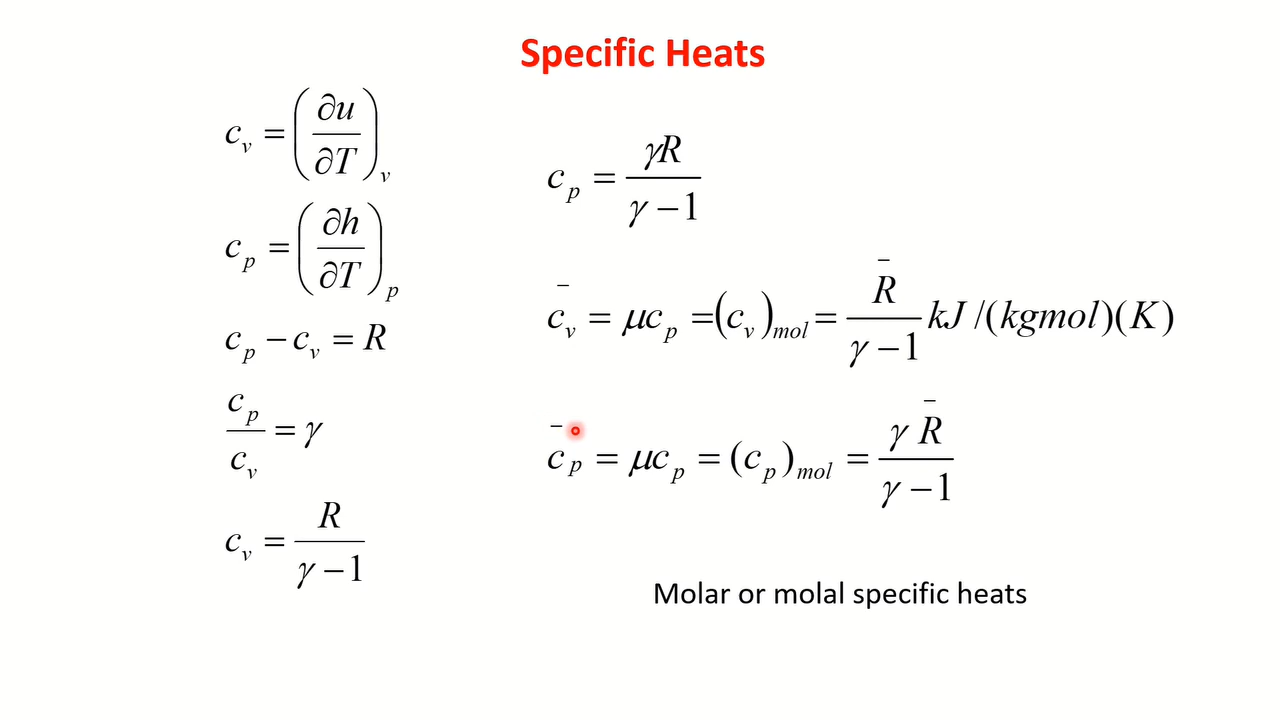 Specific Heats
c_v = (∂u/∂T)_v
c_p = (∂h/∂T)_p
c_p − c_v = R
c_p/c_v = γ
c_v = R/(γ − 1)
c_p = γR/(γ − 1)
c̄_v = μc_p = (c_v)_mol = R̄/(γ − 1) kJ/(kgmol)(K)
c̄_p = μc_p = (c_p)_mol = γ R̄/(γ − 1)
Molar or molal specific heats